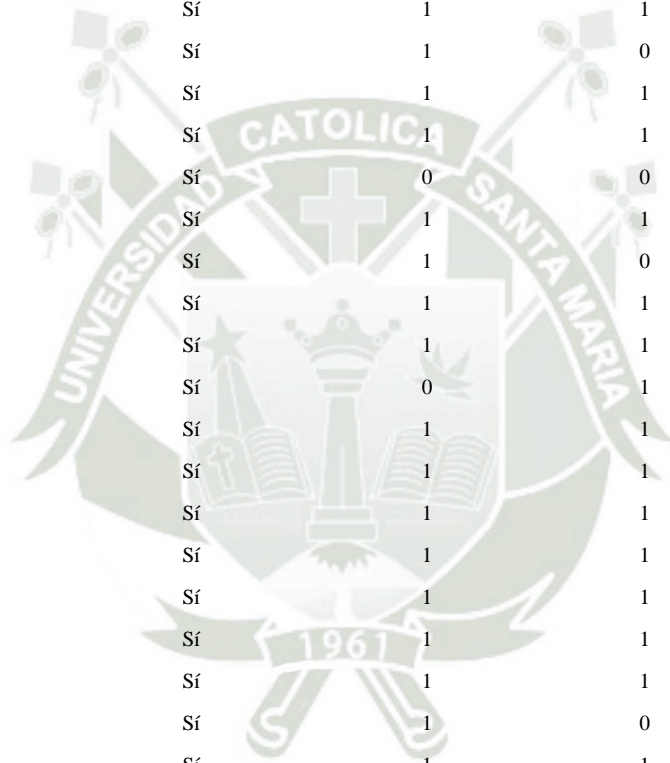 Sí 1 1
Sí 1 0
Sí 1 1
Sí 1 1
CATOLICA
Sí 0 0
UNIVERSIDAD
SANTA MARIA
Sí 1 1
Sí 1 0
Sí 1 1
Sí 1 1
Sí 0 1
Sí 1 1
Sí 1 1
Sí 1 1
Sí 1 1
Sí 1 1
Sí 1 1
1961
Sí 1 1
Sí 1 0